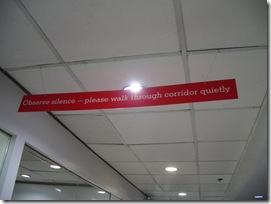 Observe silence – please walk through corridor quietly